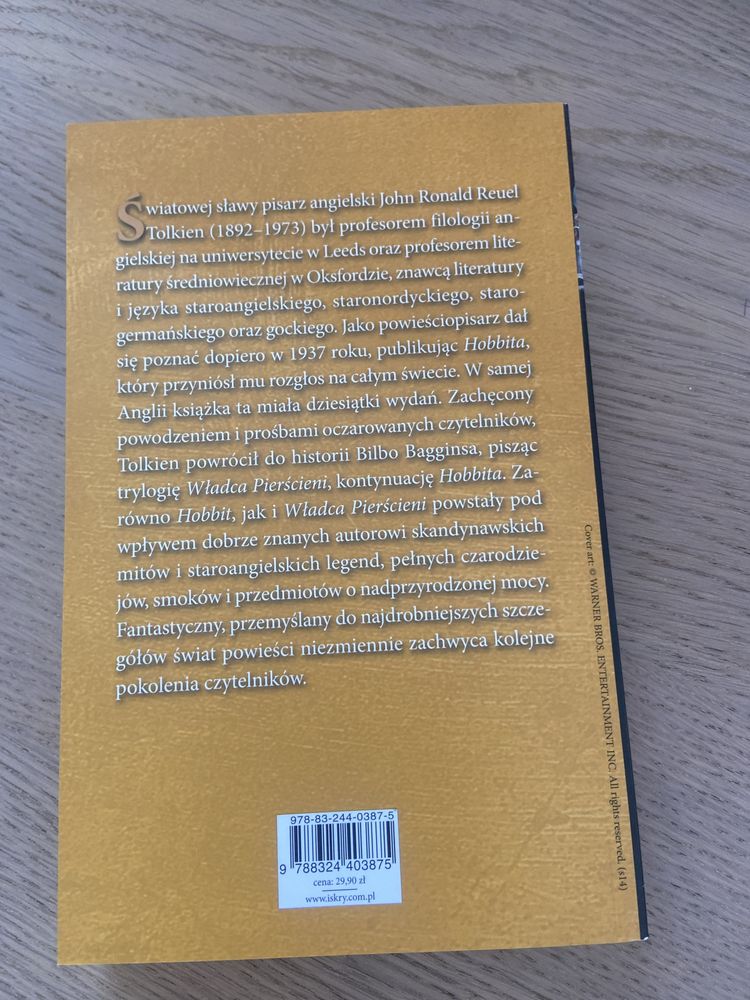 Światowej sławy pisarz angielski John Ronald Reuel
Tolkien (1892–1973) był profesorem filologii an-
gielskiej na uniwersytecie w Leeds oraz profesorem lite-
ratury średniowiecznej w Oksfordzie, znawcą literatury
i języka staroangielskiego, staronordyckiego, staro-
germańskiego oraz gockiego. Jako powieściopisarz dał
się poznać dopiero w 1937 roku, publikując Hobbita,
który przyniósł mu rozgłos na całym świecie. W samej
Anglii książka ta miała dziesiątki wydań. Zachęcony
powodzeniem i prośbami oczarowanych czytelników,
Tolkien powrócił do historii Bilbo Bagginsa, pisząc
trylogię Władca Pierścieni, kontynuację Hobbita. Za-
równo Hobbit, jak i Władca Pierścieni powstały pod
wpływem dobrze znanych autorowi skandynawskich
mitów i staroangielskich legend, pełnych czarodzie-
jów, smoków i przedmiotów o nadprzyrodzonej mocy.
Fantastyczny, przemyślany do najdrobniejszych szcze-
gółów świat powieści niezmiennie zachwyca kolejne
pokolenia czytelników.
Cover art: © WARNER BROS. ENTERTAINMENT INC. All rights reserved. (s14)
978-83-244-0387-5
9 788324 403875
cena: 29,90 zł
www.iskry.com.pl